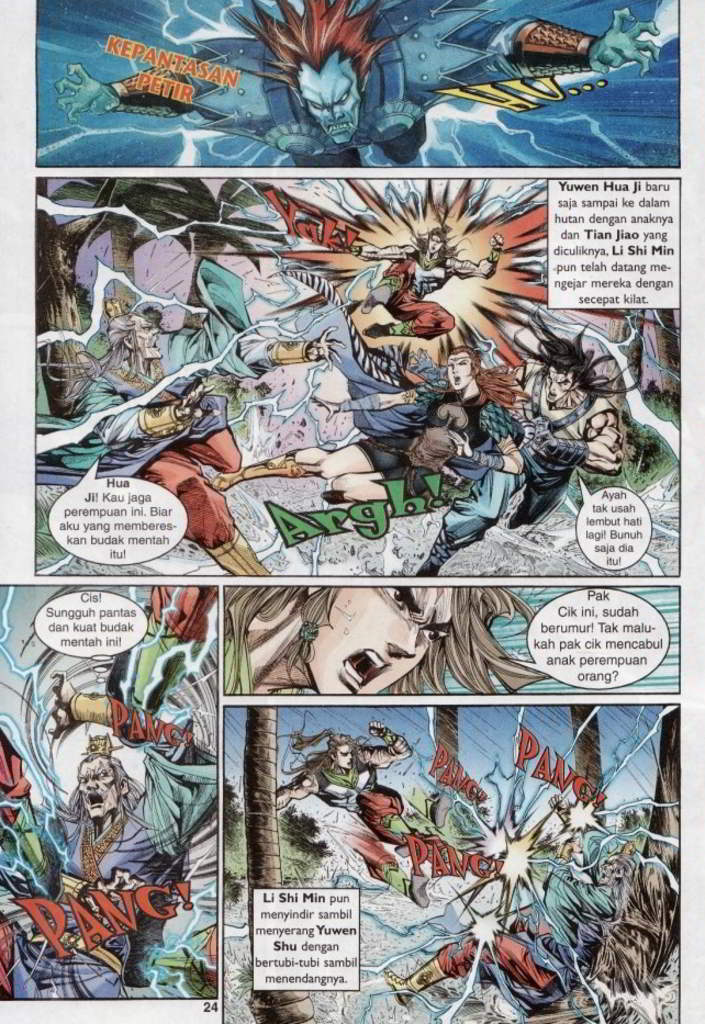 KEPANTASAN
PETIR
HU...
Yuwen Hua Ji baru
saja sampai ke dalam
hutan dengan anaknya
dan Tian Jiao yang
diculiknya, Li Shi Min
pun telah datang me-
ngejar mereka dengan
secepat kilat.
Yak!
Hua
Ji! Kau jaga
perempuan ini. Biar
aku yang memberes-
kan budak mentah
itu!
Argh!
Ayah
tak usah
lembut hati
lagi! Bunuh
saja dia
itu!
Cis!
Sungguh pantas
dan kuat budak
mentah ini!
PANG!
PANG!
Pak
Cik ini, sudah
berumur! Tak malu-
kah pak cik mencabul
anak perempuan
orang?
PANG!
PANG!
PANG!
Li Shi Min pun
menyindir sambil
menyerang Yuwen
Shu dengan
bertubi-tubi sambil
menendangnya.
24